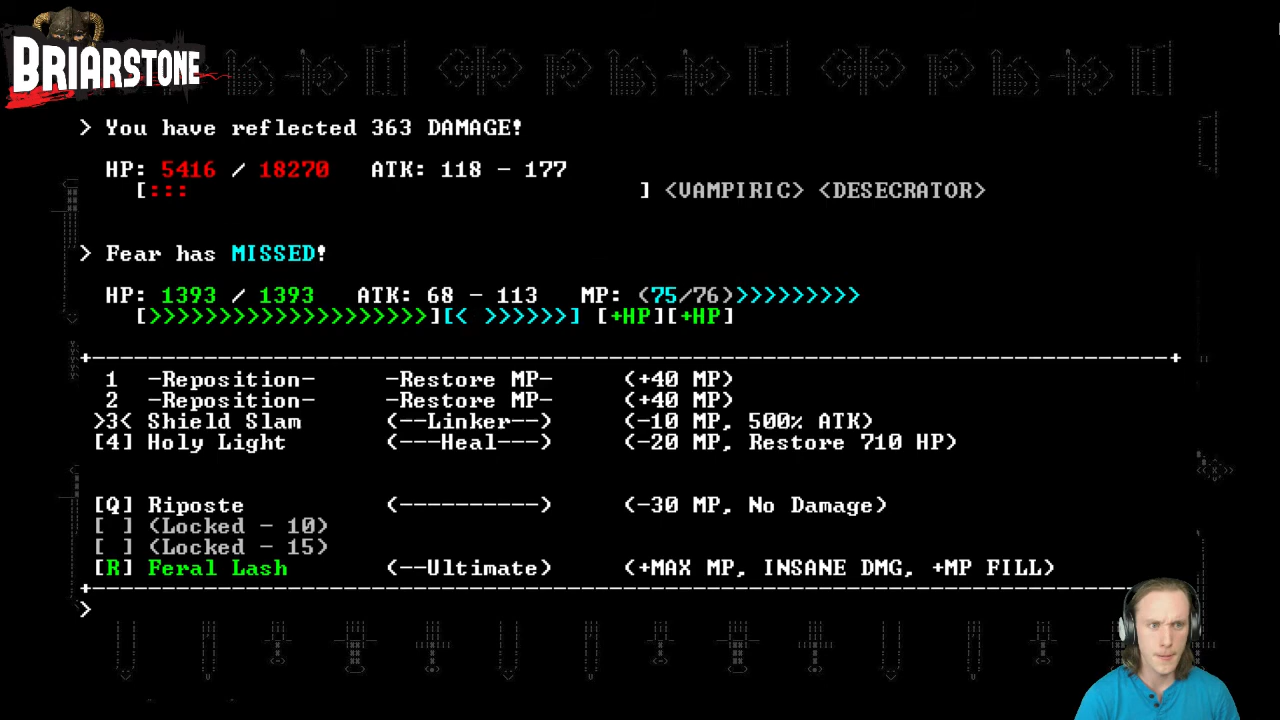 BRIARSTONE
> You have reflected 363 DAMAGE!
HP: 5416 / 18270 ATK: 118 - 177
[::: ] <VAMPIRIC> <DESECRATOR>
> Fear has MISSED!
HP: 1393 / 1393 ATK: 68 - 113 MP: (75/76)>>>>>>>>>
[>>>>>>>>>>>>>>>>>>>>][< >>>>>>] [+HP][+HP]
+------------------------------------------------------------------------------+
1 -Reposition- -Restore MP- (+40 MP)
2 -Reposition- -Restore MP- (+40 MP)
>3< Shield Slam (--Linker--) (-10 MP, 500% ATK)
[4] Holy Light (---Heal---) (-20 MP, Restore 710 HP)
[Q] Riposte (----------) (-30 MP, No Damage)
[ ] (Locked - 10)
[ ] (Locked - 15)
[R] Feral Lash (--Ultimate) (+MAX MP, INSANE DMG, +MP FILL)
+------------------------------------------------------------------------------+
>